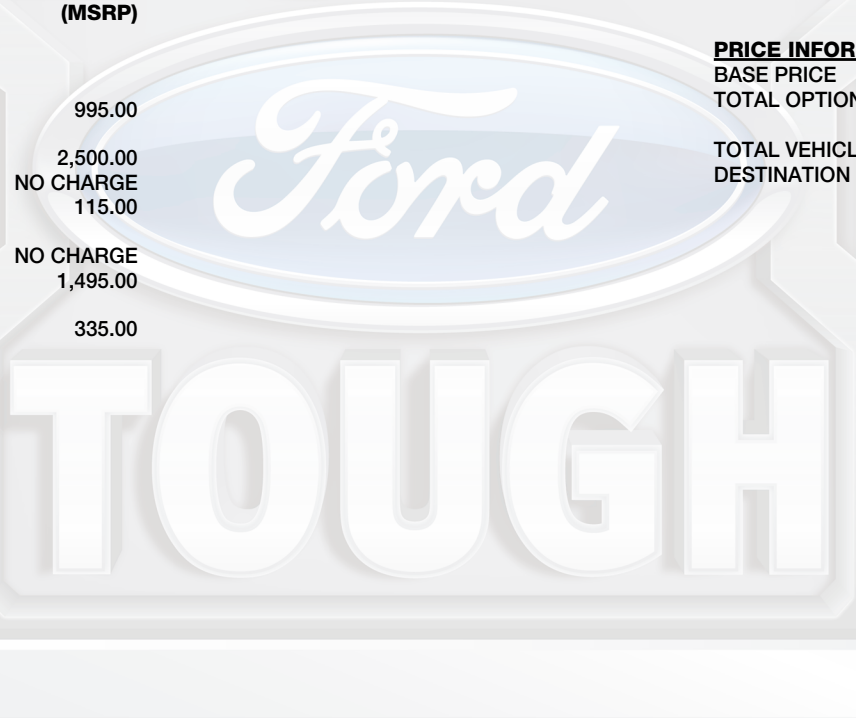 (MSRP)
995.00
2,500.00
NO CHARGE
115.00
NO CHARGE
1,495.00
335.00
PRICE INFOR
BASE PRICE
TOTAL OPTION
TOTAL VEHICL
DESTINATION
Ford
TOUGH